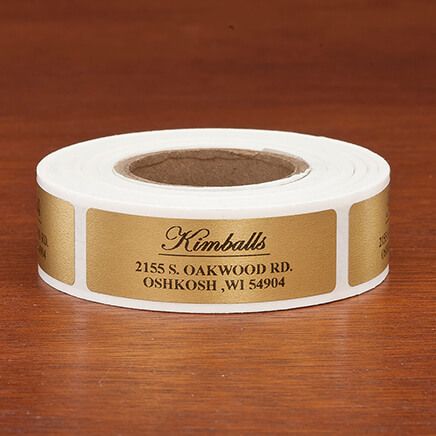 Kimballs
2155 S. OAKWOOD RD.
OSHKOSH ,WI 54904